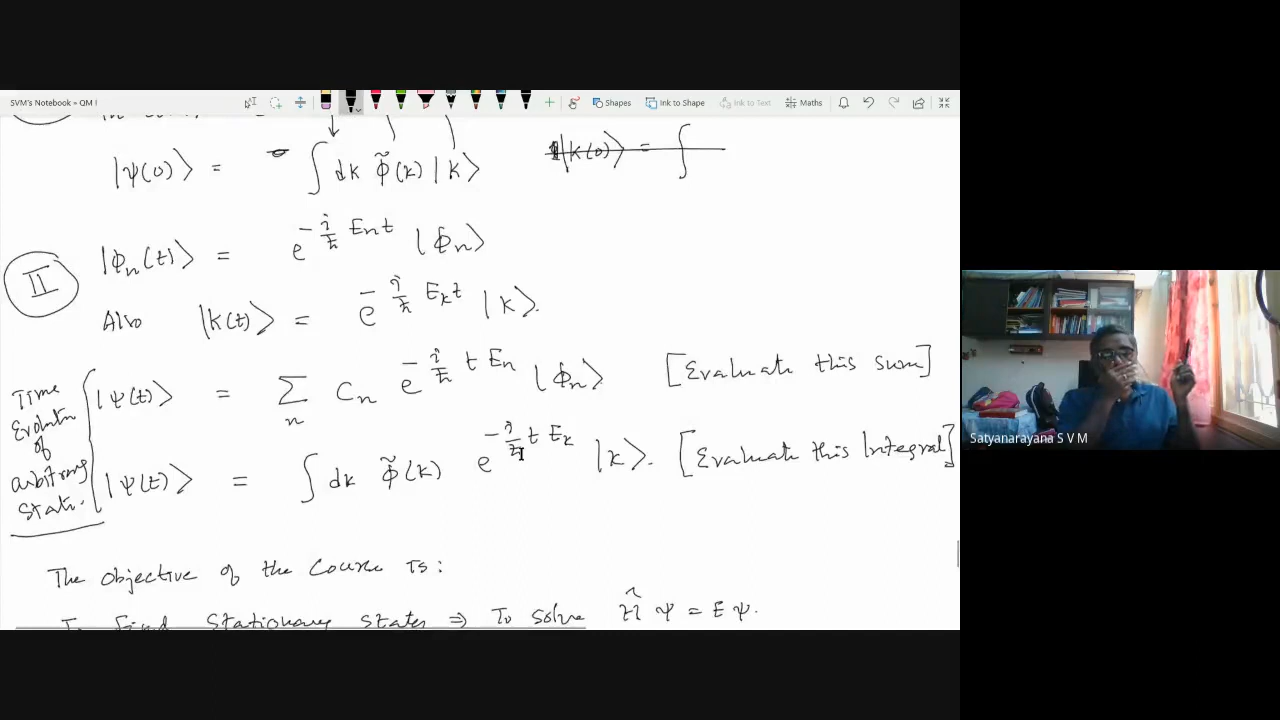 SVM's Notebook » QM I
Shapes Ink to Shape Ink to Text Maths
|ψ(0)⟩ = ∫ dk φ̃(k) |k⟩ |k(0)⟩ = ∫
II
|ϕn(t)⟩ = e^{-i/ħ Ent} |ϕn⟩
Also |k(t)⟩ = e^{-i/ħ Ekt} |k⟩.
Time Evolution of arbitrary state.
|ψ(t)⟩ = Σn Cn e^{-i/ħ t En} |ϕn⟩ [Evaluate this sum]
|ψ(t)⟩ = ∫ dk φ̃(k) e^{-i/ħ t Ek} |k⟩. [Evaluate this Integral]
The objective of the course is:
To find stationary states ⇒ To solve Ĥ ψ = E ψ.
Satyanarayana S V M